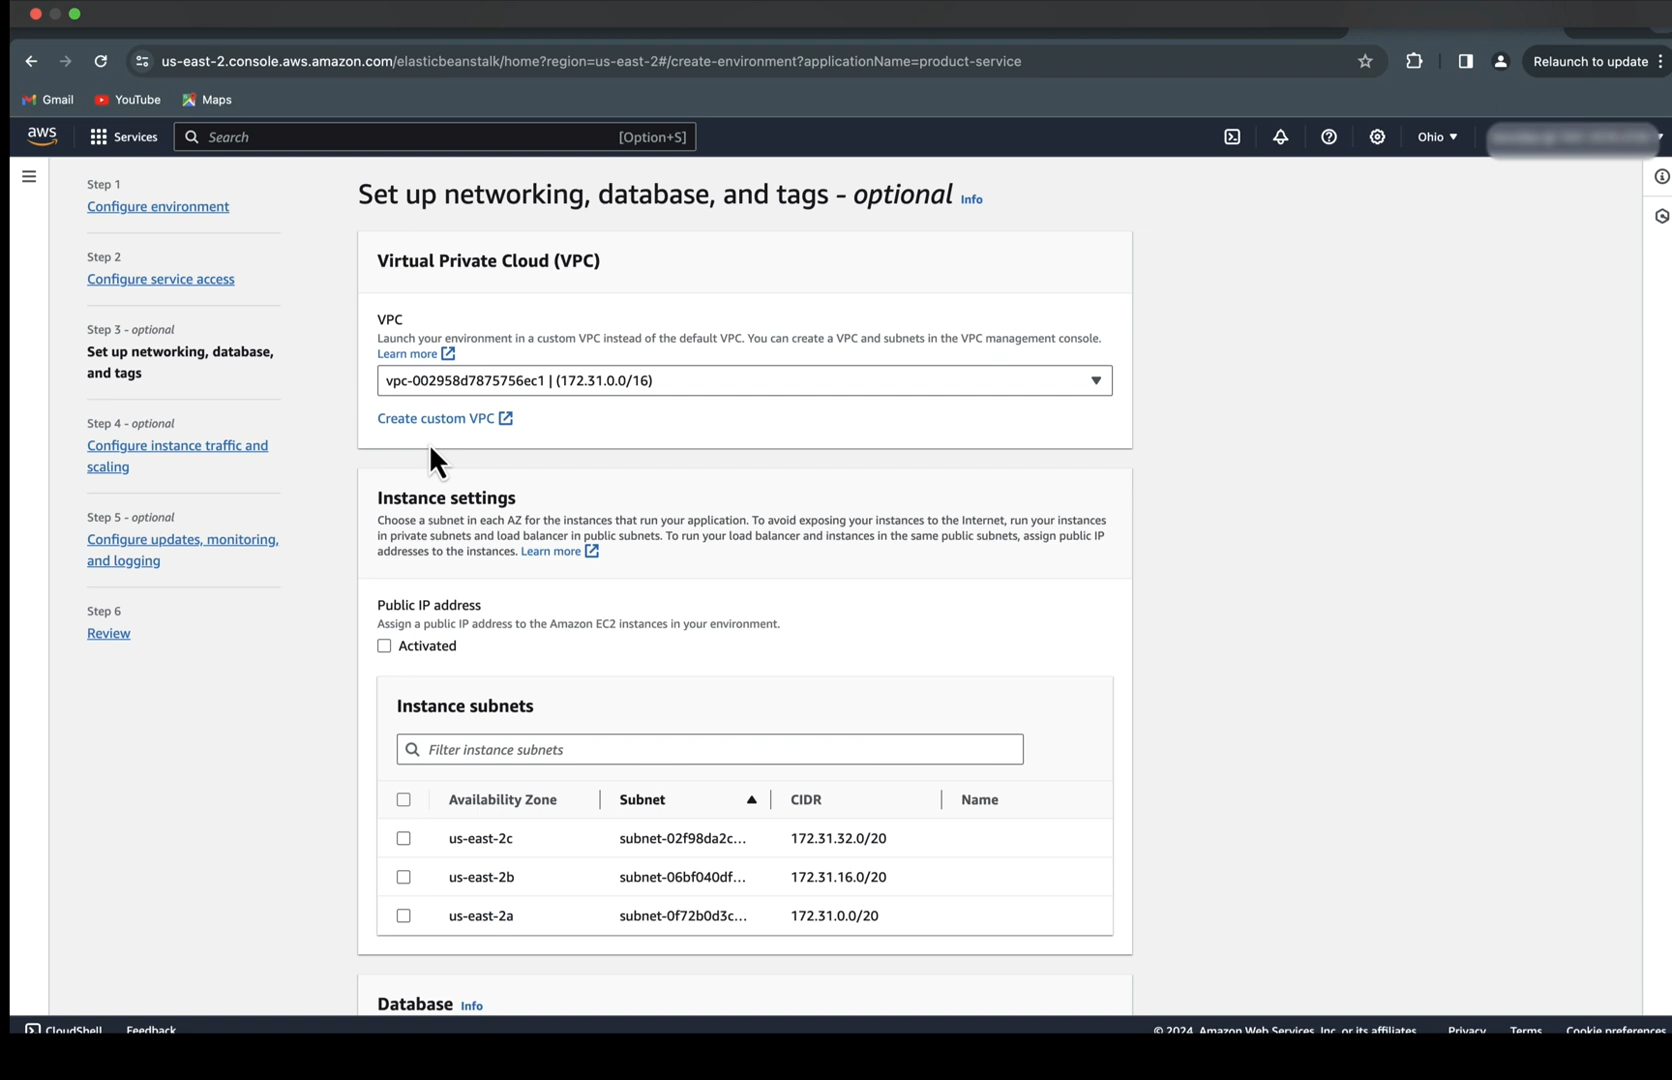 us-east-2.console.aws.amazon.com/elasticbeanstalk/home?region=us-east-2#/create-environment?applicationName=product-service
Relaunch to update
Gmail
YouTube
Maps
aws
Services
Search
[Option+S]
Ohio
Step 1
Configure environment
Step 2
Configure service access
Step 3 - optional
Set up networking, database,
and tags
Step 4 - optional
Configure instance traffic and
scaling
Step 5 - optional
Configure updates, monitoring,
and logging
Step 6
Review
Set up networking, database, and tags - optional Info
Virtual Private Cloud (VPC)
VPC
Launch your environment in a custom VPC instead of the default VPC. You can create a VPC and subnets in the VPC management console.
Learn more
vpc-002958d7875756ec1 | (172.31.0.0/16)
Create custom VPC
Instance settings
Choose a subnet in each AZ for the instances that run your application. To avoid exposing your instances to the Internet, run your instances
in private subnets and load balancer in public subnets. To run your load balancer and instances in the same public subnets, assign public IP
addresses to the instances. Learn more
Public IP address
Assign a public IP address to the Amazon EC2 instances in your environment.
Activated
Instance subnets
Filter instance subnets
Availability Zone
Subnet
CIDR
Name
us-east-2c
subnet-02f98da2c...
172.31.32.0/20
us-east-2b
subnet-06bf040df...
172.31.16.0/20
us-east-2a
subnet-0f72b0d3c...
172.31.0.0/20
Database Info
CloudShell
Feedback
© 2024, Amazon Web Services, Inc. or its affiliates.
Privacy
Terms
Cookie preferences